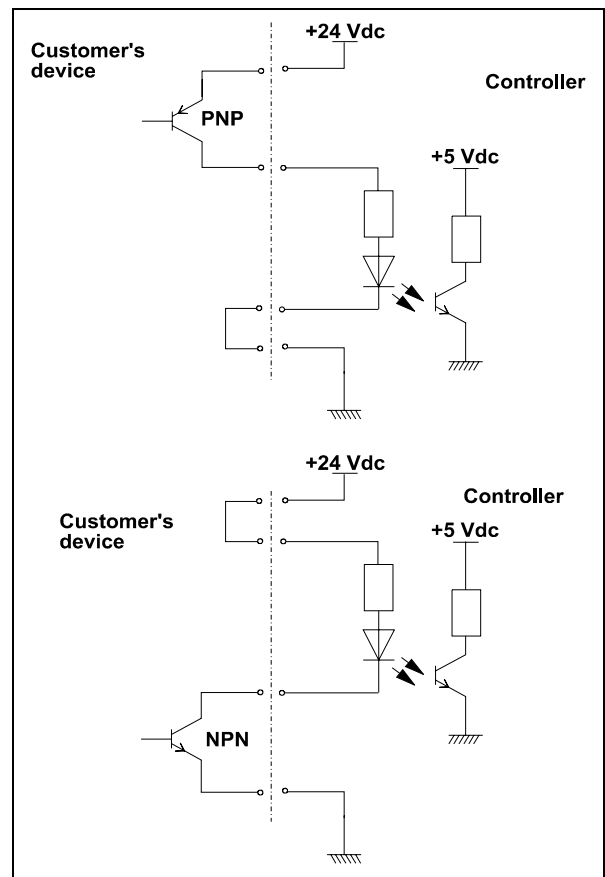 +24 Vdc
Customer's
device
Controller
PNP
+5 Vdc
+24 Vdc
Controller
Customer's
device
+5 Vdc
NPN